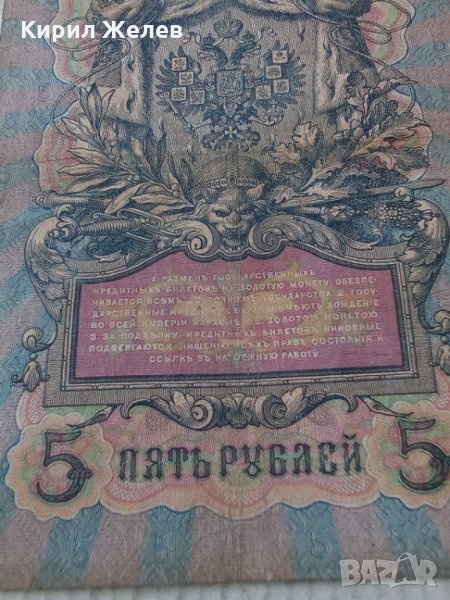 Кирил Желев
1. РАЗМѢНЪ ГОСУДАРСТВЕННЫХЪ
КРЕДИТНЫХЪ БИЛЕТОВЪ НА ЗОЛОТУЮ МОНЕТУ ОБЕЗПЕ-
ЧИВАЕТСЯ ВСѢМЪ ДОСТОЯНІЕМЪ ГОСУДАРСТВА. 2. ГОСУ-
ДАРСТВЕННЫЕ КРЕДИТНЫЕ БИЛЕТЫ ИМѢЮТЪ ХОЖДЕНІЕ
ВО ВСЕЙ ИМПЕРІИ НАРАВНѢ СЪ ЗОЛОТОЮ МОНЕТОЮ.
3. ЗА ПОДДѢЛКУ КРЕДИТНЫХЪ БИЛЕТОВЪ ВИНОВНЫЕ
ПОДВЕРГАЮТСЯ ЛИШЕНІЮ ВСѢХЪ ПРАВЪ СОСТОЯНІЯ И
ССЫЛКѢ ВЪ КАТОРЖНУЮ РАБОТУ
5 ПЯТЬ РУБЛЕЙ 5
BAZAR